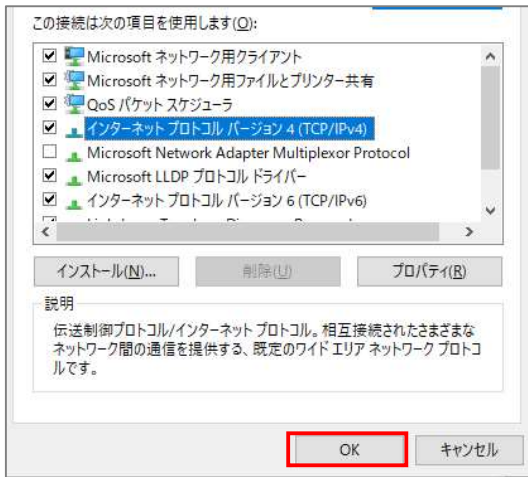 この接続は次の項目を使用します(O):
Microsoft ネットワーク用クライアント
Microsoft ネットワーク用ファイルとプリンター共有
QoS パケット スケジューラ
インターネット プロトコル バージョン 4 (TCP/IPv4)
Microsoft Network Adapter Multiplexor Protocol
Microsoft LLDP プロトコル ドライバー
インターネット プロトコル バージョン 6 (TCP/IPv6)
インストール(N)... 削除(U) プロパティ(R)
説明
伝送制御プロトコル/インターネット プロトコル。相互接続されたさまざまな
ネットワーク間の通信を提供する、既定のワイド エリア ネットワーク プロトコ
ルです。
OK キャンセル